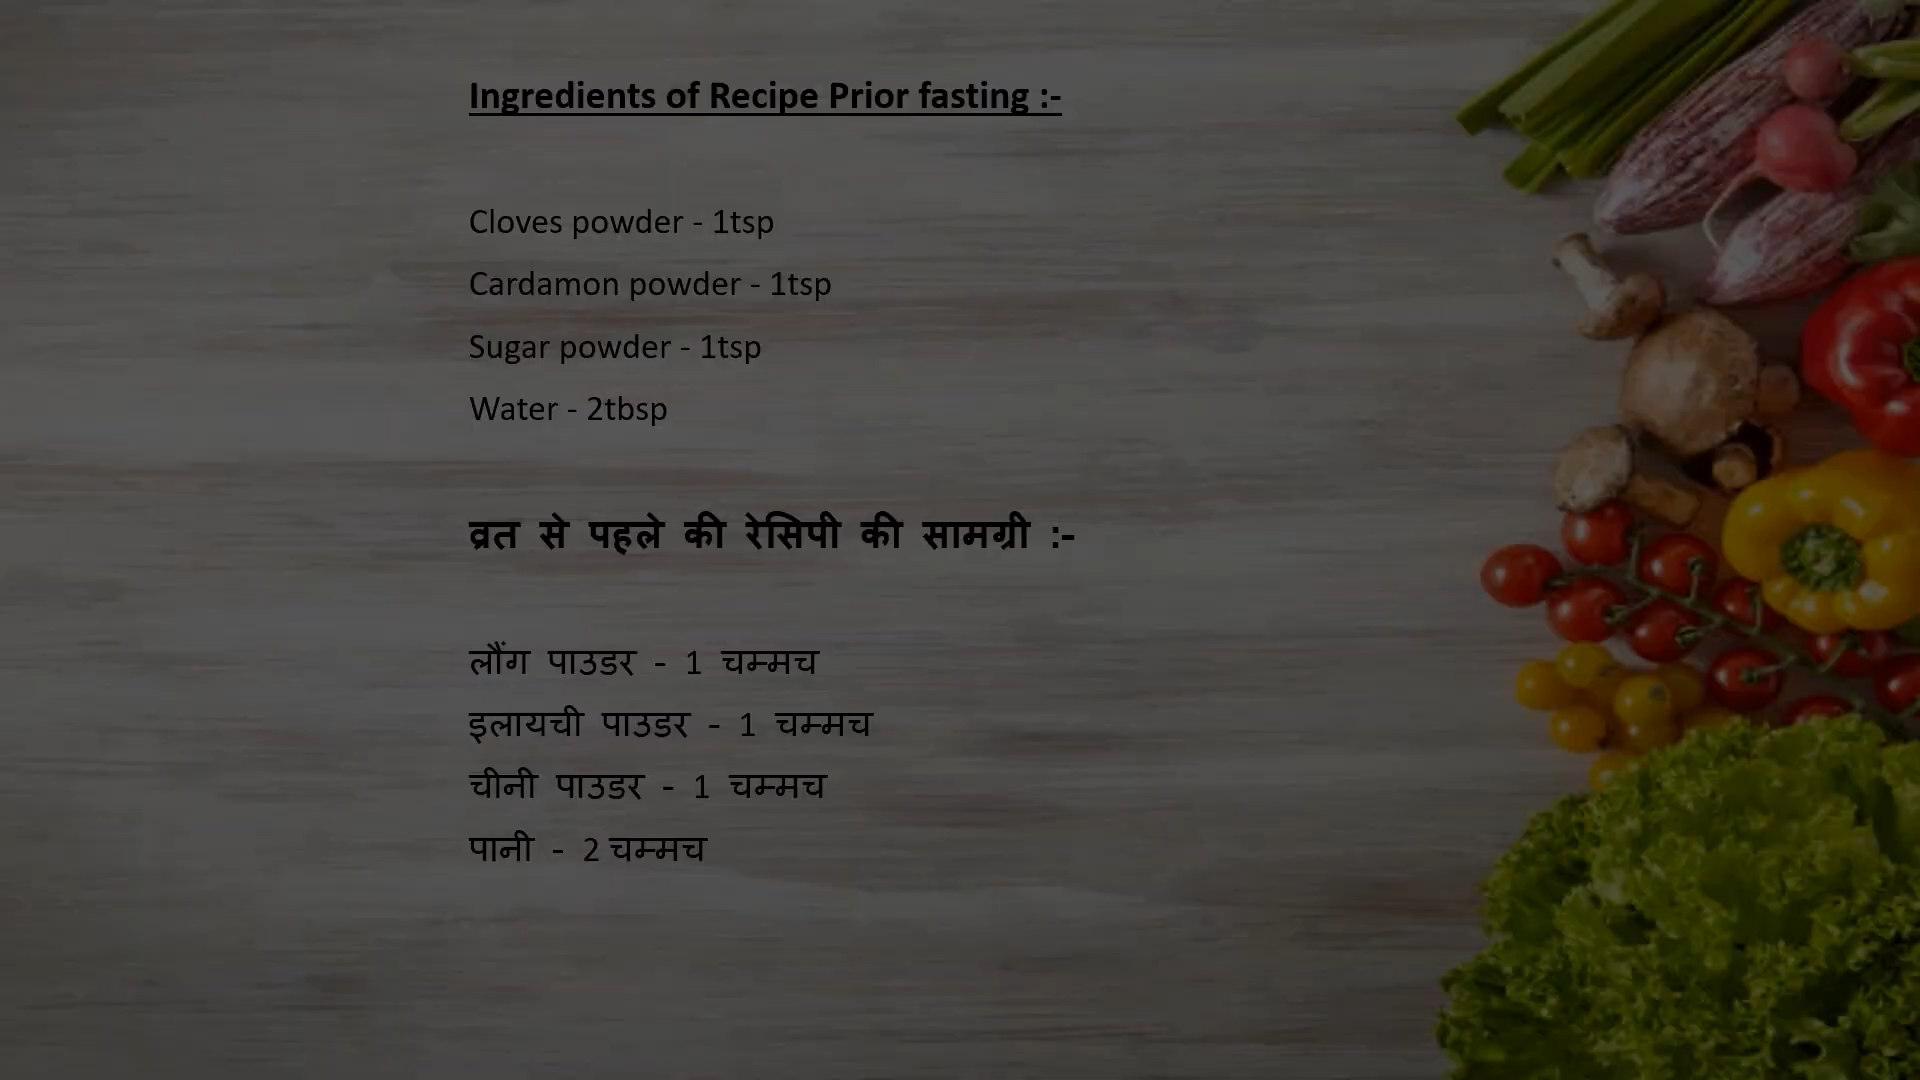 Ingredients of Recipe Prior fasting :-
Cloves powder - 1tsp
Cardamon powder - 1tsp
Sugar powder - 1tsp
Water - 2tbsp
व्रत से पहले की रेसिपी की सामग्री :-
लौंग पाउडर - 1 चम्मच
इलायची पाउडर - 1 चम्मच
चीनी पाउडर - 1 चम्मच
पानी - 2 चम्मच